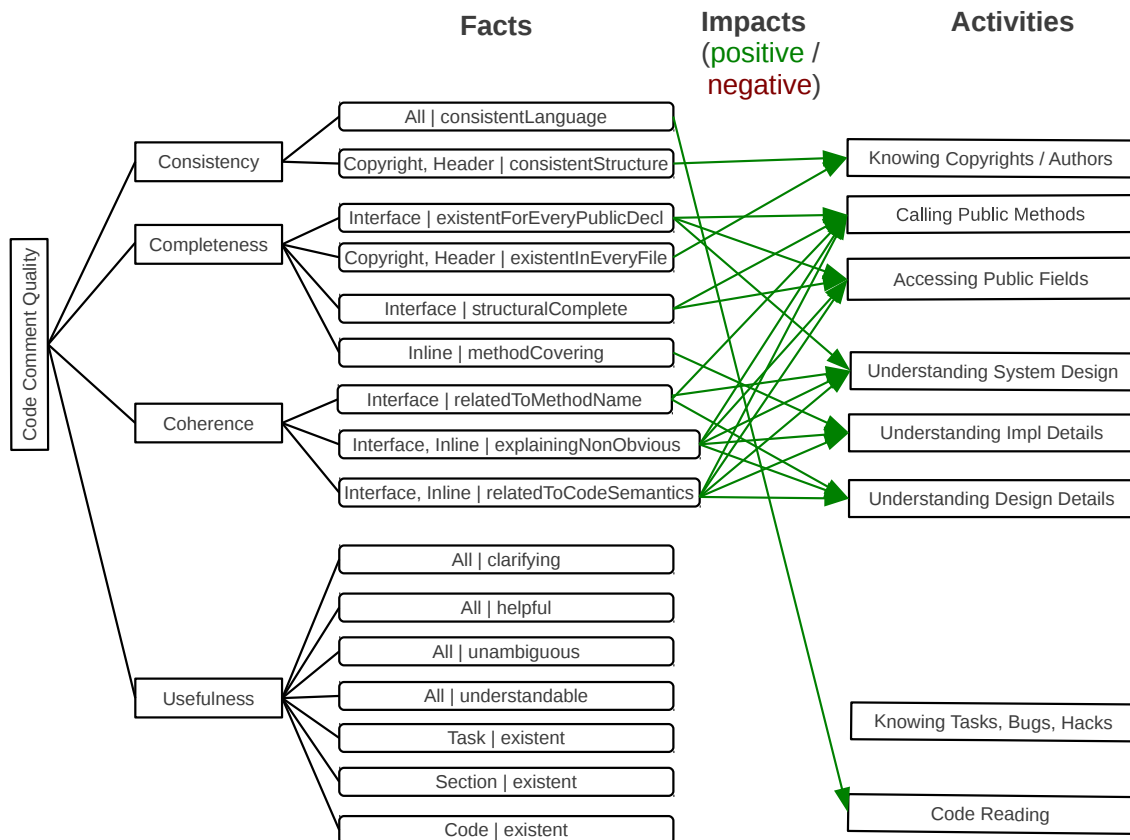 Facts
Impacts
(positive /
negative)
Activities
Code Comment Quality
Consistency
Completeness
Coherence
Usefulness
All | consistentLanguage
Copyright, Header | consistentStructure
Interface | existentForEveryPublicDecl
Copyright, Header | existentInEveryFile
Interface | structuralComplete
Inline | methodCovering
Interface | relatedToMethodName
Interface, Inline | explainingNonObvious
Interface, Inline | relatedToCodeSemantics
All | clarifying
All | helpful
All | unambiguous
All | understandable
Task | existent
Section | existent
Code | existent
Knowing Copyrights / Authors
Calling Public Methods
Accessing Public Fields
Understanding System Design
Understanding Impl Details
Understanding Design Details
Knowing Tasks, Bugs, Hacks
Code Reading